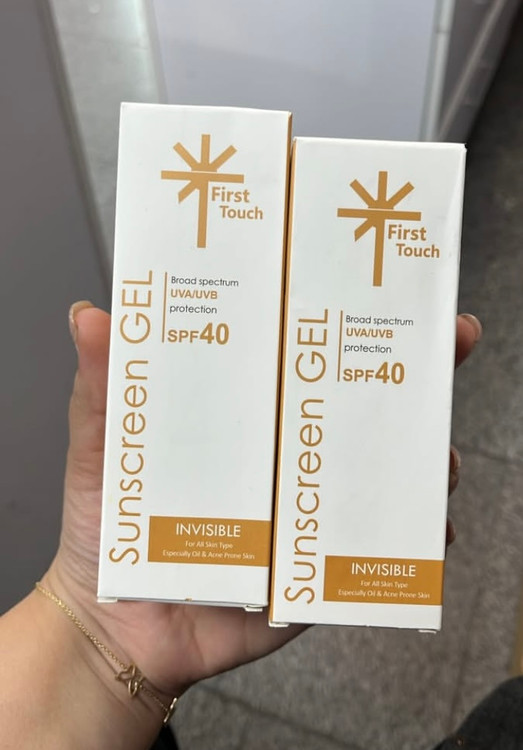 First
Touch
Broad spectrum
UVA/UVB
protection
SPF40
Sunscreen GEL
INVISIBLE
For All Skin Type
Especially Oil & Acne Prone Skin
First
Touch
Broad spectrum
UVA/UVB
protection
SPF40
Sunscreen GEL
INVISIBLE
For All Skin Type
Especially Oil & Acne Prone Skin